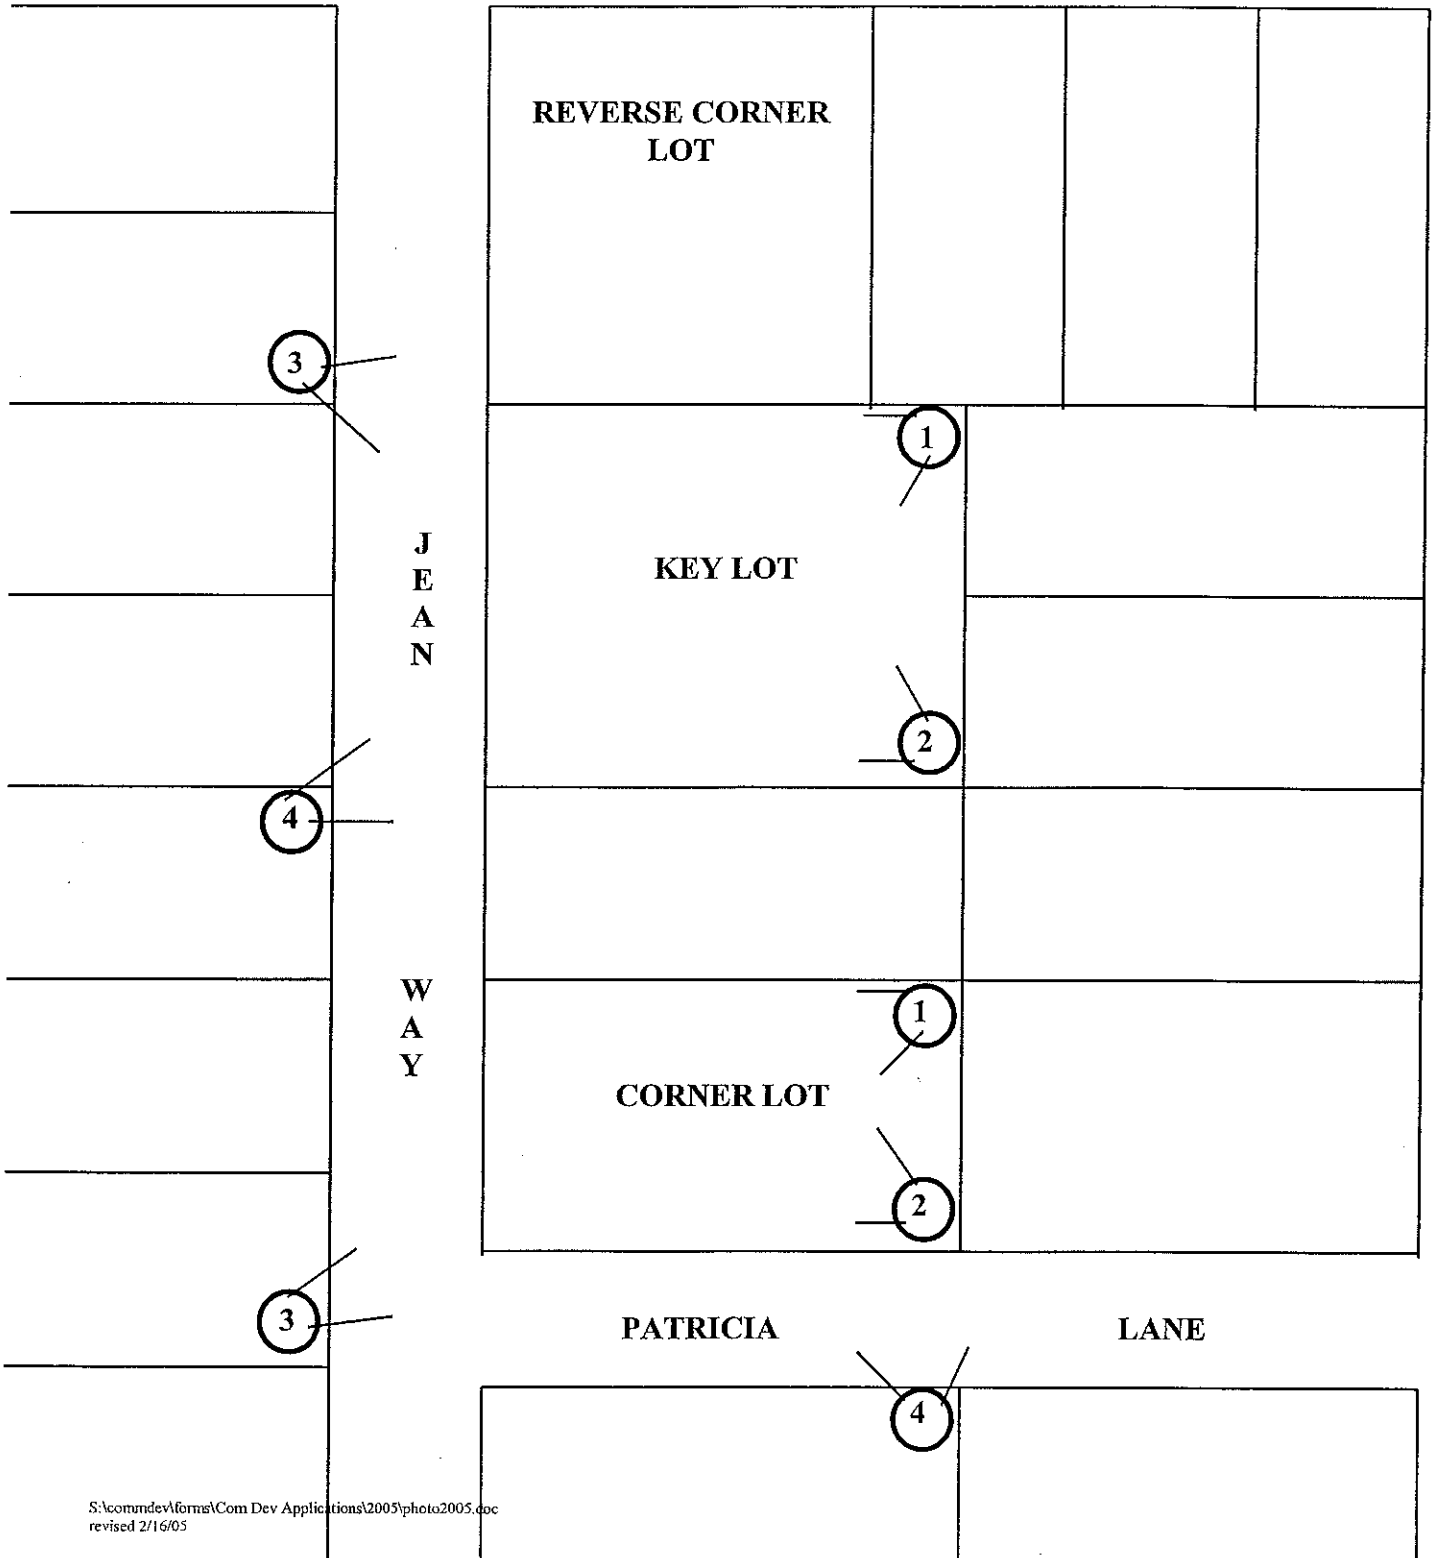 REVERSE CORNER
LOT
3
1
J
E
A
N
KEY LOT
2
4
W
A
Y
1
CORNER LOT
2
3
PATRICIA LANE
4
S:\commdev\forms\Com Dev Applications\2005\photo2005.doc
revised 2/16/05